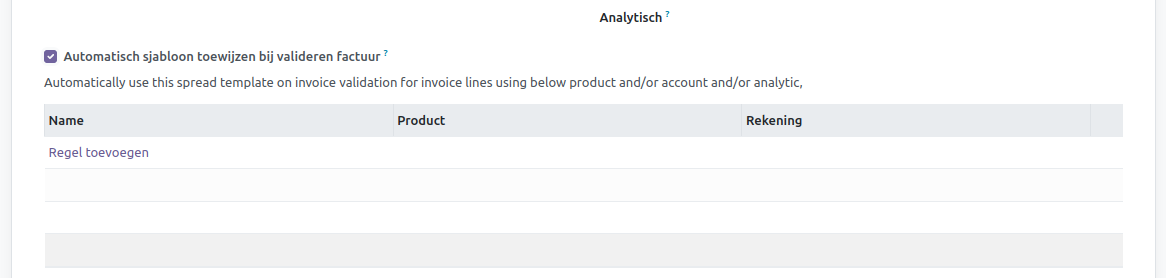 Analytisch ?
Automatisch sjabloon toewijzen bij valideren factuur ?
Automatically use this spread template on invoice validation for invoice lines using below product and/or account and/or analytic,
Name Product Rekening
Regel toevoegen